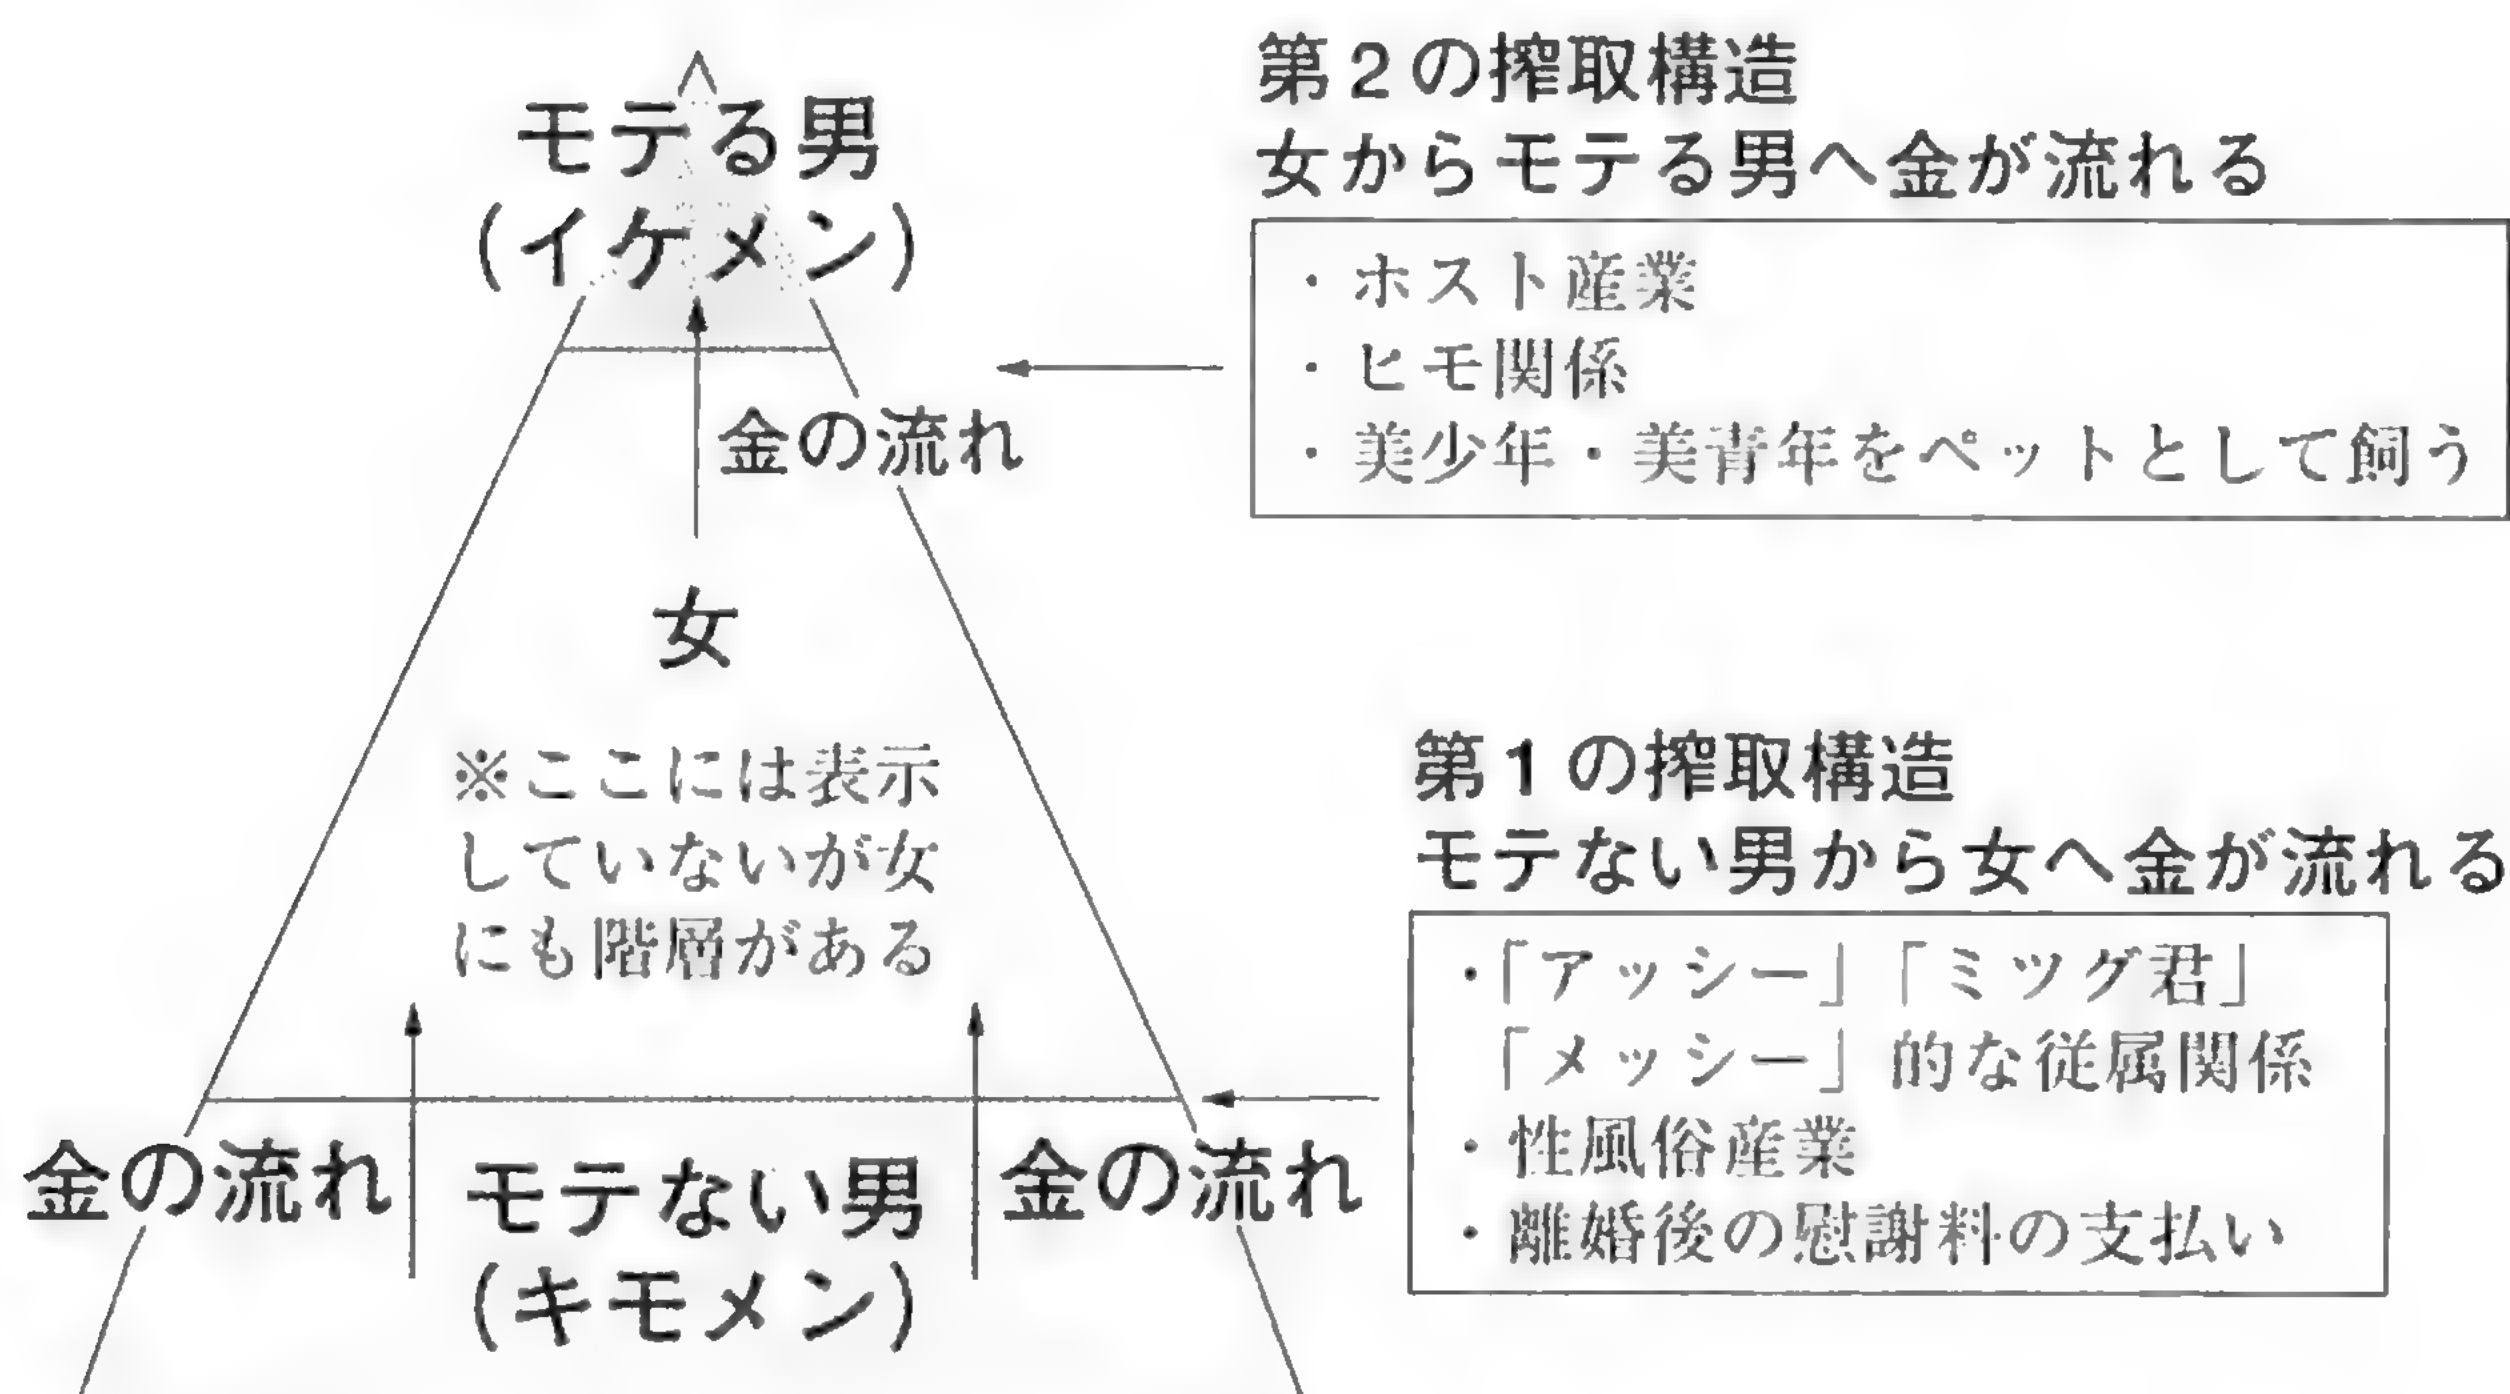 モテる男
(イケメン)
金の流れ
女
※ここには表示
していないが女
にも階層がある
金の流れ
モテない男
(キモメン)
金の流れ
第2の搾取構造
女からモテる男へ金が流れる
・ホスト産業
・ヒモ関係
・美少年・美青年をペットとして飼う
第1の搾取構造
モテない男から女へ金が流れる
・「アッシー」「ミツグ君」
「メッシー」的な従属関係
・性風俗産業
・離婚後の慰謝料の支払い